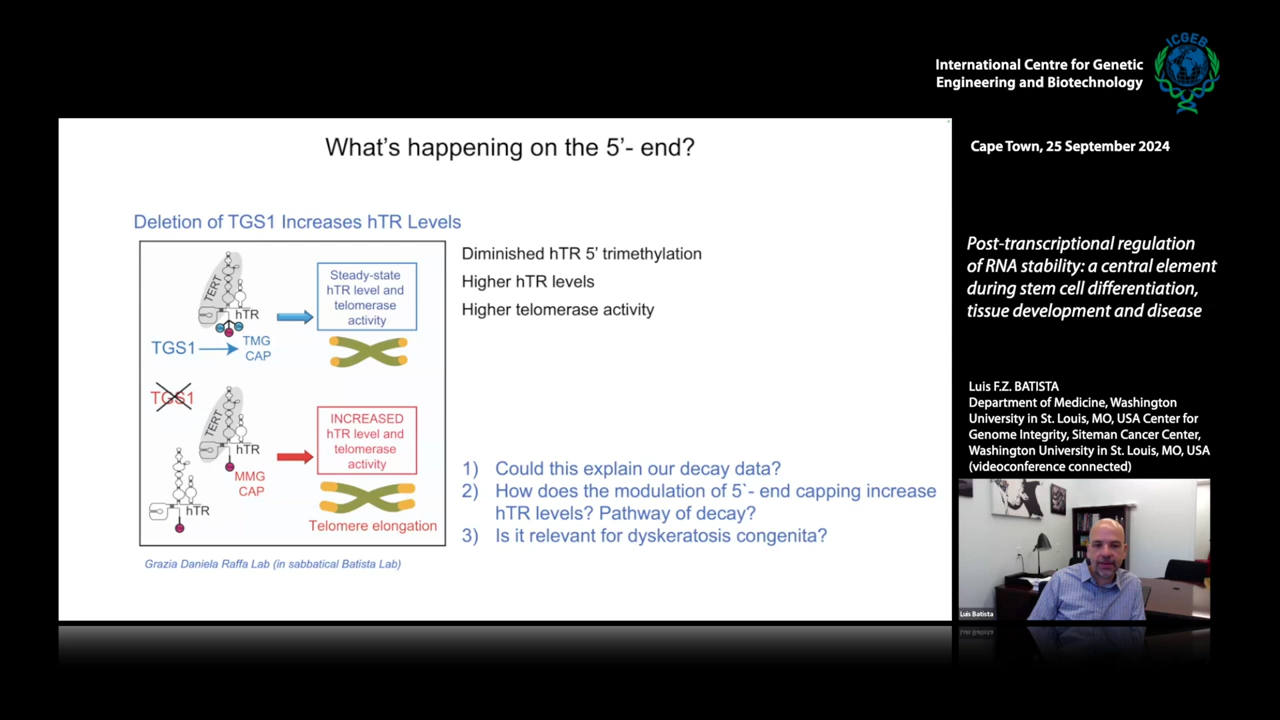 ICGEB
International Centre for Genetic
Engineering and Biotechnology
Cape Town, 25 September 2024
What's happening on the 5'- end?
Deletion of TGS1 Increases hTR Levels
TERT
hTR
TGS1
TMG
CAP
Steady-state
hTR level and
telomerase
activity
TGS1
TERT
hTR
MMG
CAP
hTR
INCREASED
hTR level and
telomerase
activity
Telomere elongation
Grazia Daniela Raffa Lab (in sabbatical Batista Lab)
Diminished hTR 5' trimethylation
Higher hTR levels
Higher telomerase activity
1) Could this explain our decay data?
2) How does the modulation of 5`- end capping increase
hTR levels? Pathway of decay?
3) Is it relevant for dyskeratosis congenita?
Post-transcriptional regulation
of RNA stability: a central element
during stem cell differentiation,
tissue development and disease
Luis F.Z. BATISTA
Department of Medicine, Washington
University in St. Louis, MO, USA Center for
Genome Integrity, Siteman Cancer Center,
Washington University in St. Louis, MO, USA
(videoconference connected)
Luis Batista